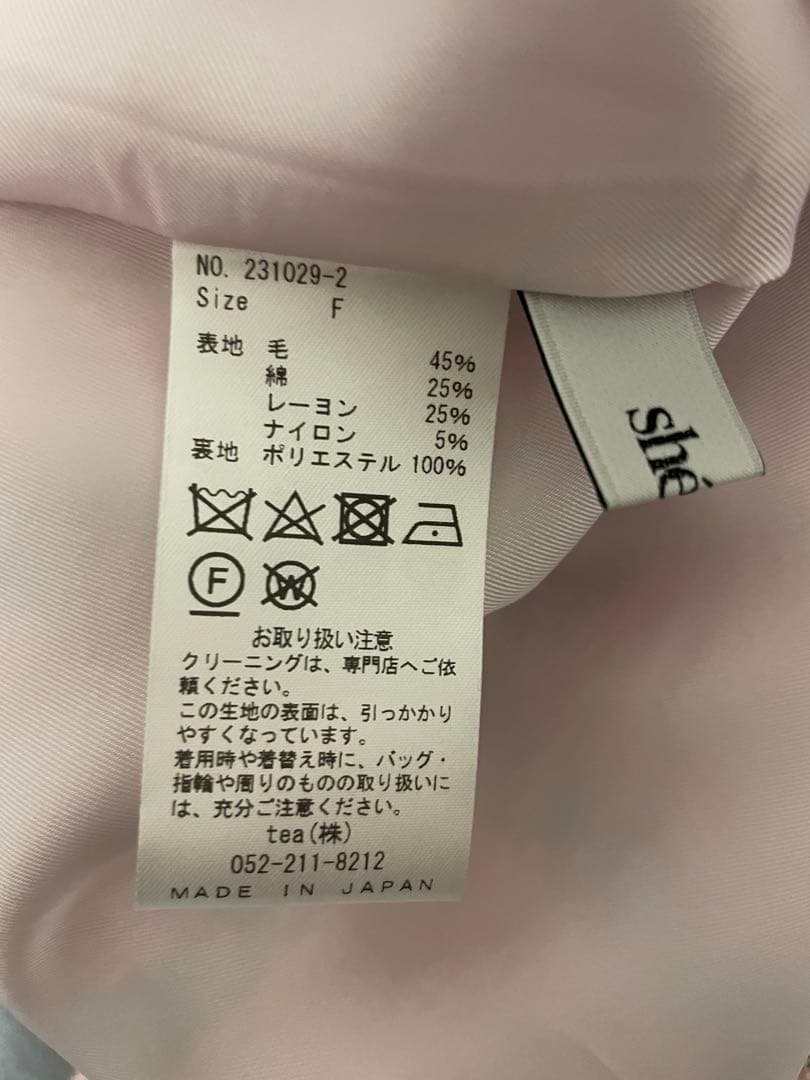 NO. 231029-2
Size F
表地 毛 45%
綿 25%
レーヨン 25%
ナイロン 5%
裏地 ポリエステル 100%
F
W
お取り扱い注意
クリーニングは、専門店へご依
頼ください。
この生地の表面は、引っかかり
やすくなっています。
着用時や着替え時に、バッグ・
指輪や周りのものの取り扱いに
は、充分ご注意ください。
tea(株)
052-211-8212
MADE IN JAPAN
shé